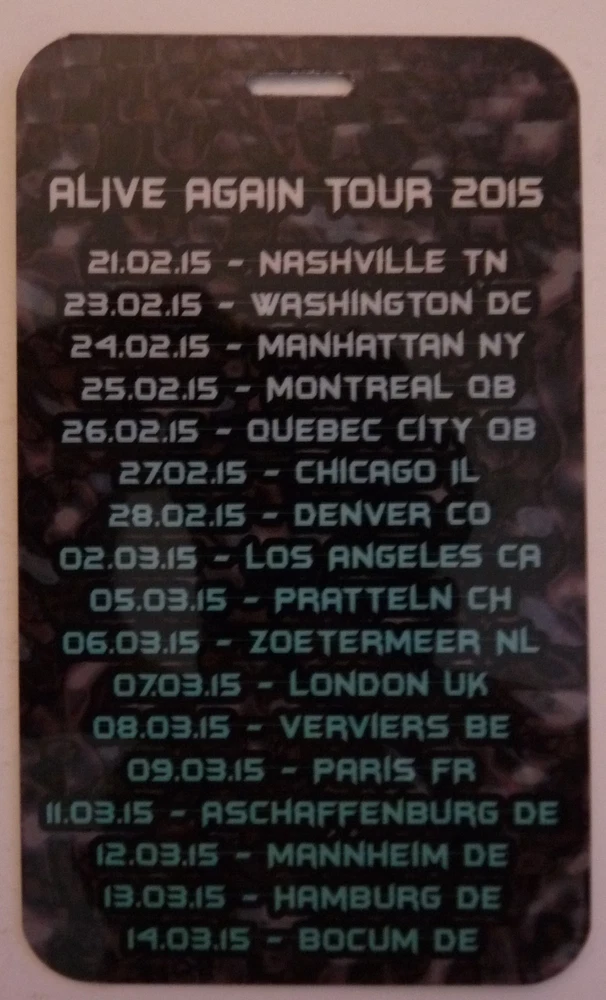 ALIVE AGAIN TOUR 2015
21.02.15 - NASHVILLE TN
23.02.15 - WASHINGTON DC
24.02.15 - MANHATTAN NY
25.02.15 - MONTREAL QB
26.02.15 - QUEBEC CITY QB
27.02.15 - CHICAGO IL
28.02.15 - DENVER CO
02.03.15 - LOS ANGELES CA
05.03.15 - PRATTELN CH
06.03.15 - ZOETERMEER NL
07.03.15 - LONDON UK
08.03.15 - VERVIERS BE
09.03.15 - PARIS FR
11.03.15 - ASCHAFFENBURG DE
12.03.15 - MANNHEIM DE
13.03.15 - HAMBURG DE
14.03.15 - BOCUM DE